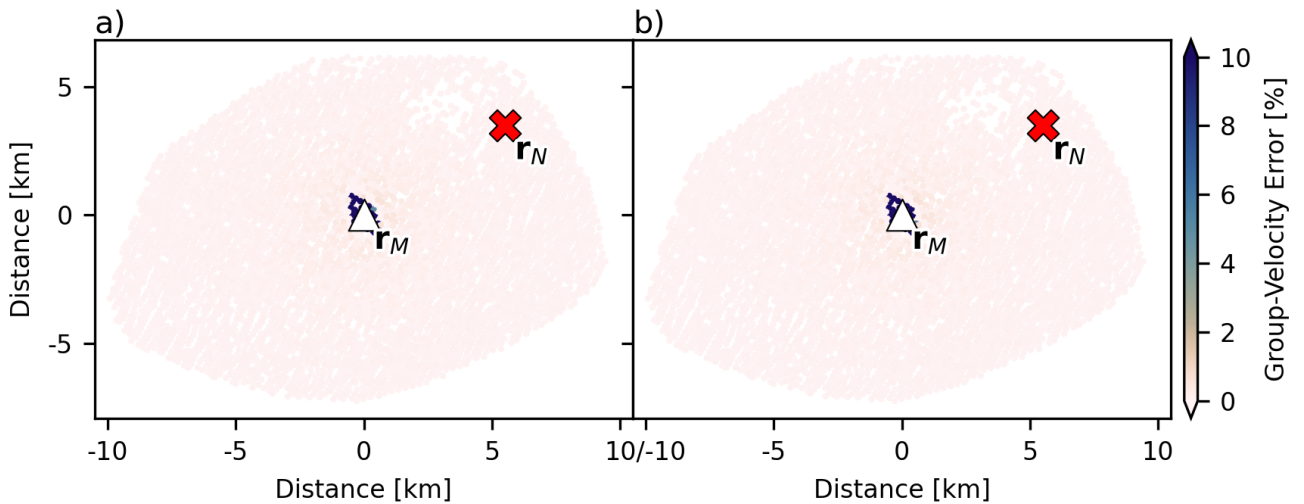 a)
b)
Distance [km]
5
0
-5
r_N
r_M
r_N
r_M
10
8
6
4
2
0
Group-Velocity Error [%]
-10 -5 0 5 10/-10 -5 0 5 10
Distance [km] Distance [km]